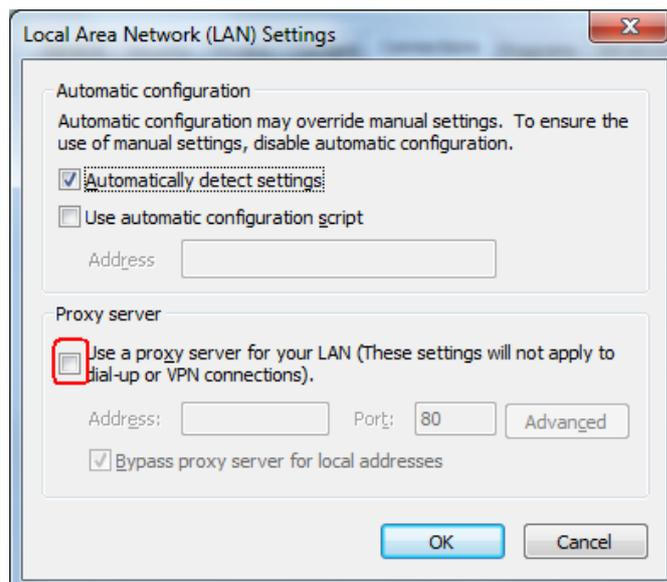 Local Area Network (LAN) Settings
Automatic configuration
Automatic configuration may override manual settings. To ensure the
use of manual settings, disable automatic configuration.
Automatically detect settings
Use automatic configuration script
Address
Proxy server
Use a proxy server for your LAN (These settings will not apply to
dial-up or VPN connections).
Address: Port: 80 Advanced
Bypass proxy server for local addresses
OK Cancel